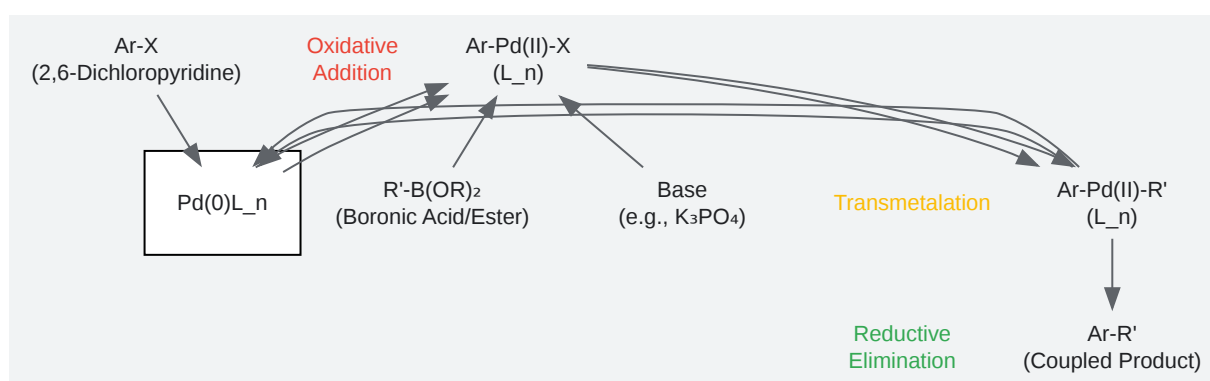 Ar-X
(2,6-Dichloropyridine)
Oxidative
Addition
Ar-Pd(II)-X
(L_n)
Pd(0)L_n
R'-B(OR)₂
(Boronic Acid/Ester)
Base
(e.g., K₃PO₄)
Transmetalation
Ar-Pd(II)-R'
(L_n)
Reductive
Elimination
Ar-R'
(Coupled Product)